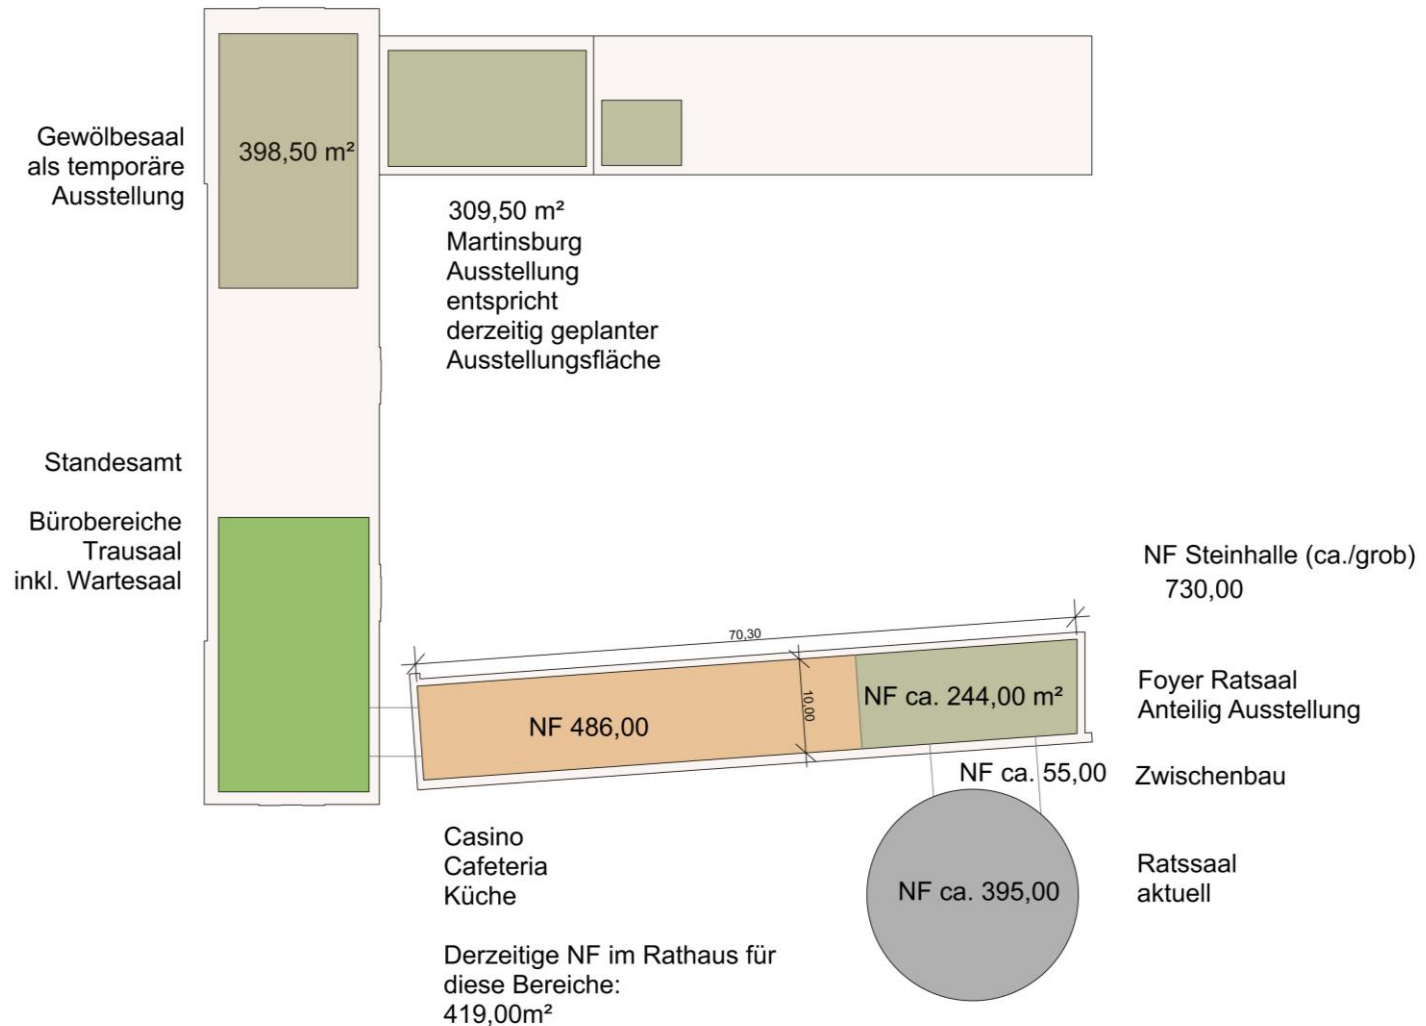 Gewölbesaal
als temporäre
Ausstellung
398,50 m²
309,50 m²
Martinsburg
Ausstellung
entspricht
derzeitig geplanter
Ausstellungsfläche
Standesamt
Bürobereiche
Trausaal
inkl. Wartesaal
NF Steinhalle (ca./grob)
730,00
70,30
10,00
NF 486,00
NF ca. 244,00 m²
Foyer Ratsaal
Anteilig Ausstellung
NF ca. 55,00
Zwischenbau
Casino
Cafeteria
Küche
NF ca. 395,00
Ratssaal
aktuell
Derzeitige NF im Rathaus für
diese Bereiche:
419,00m²